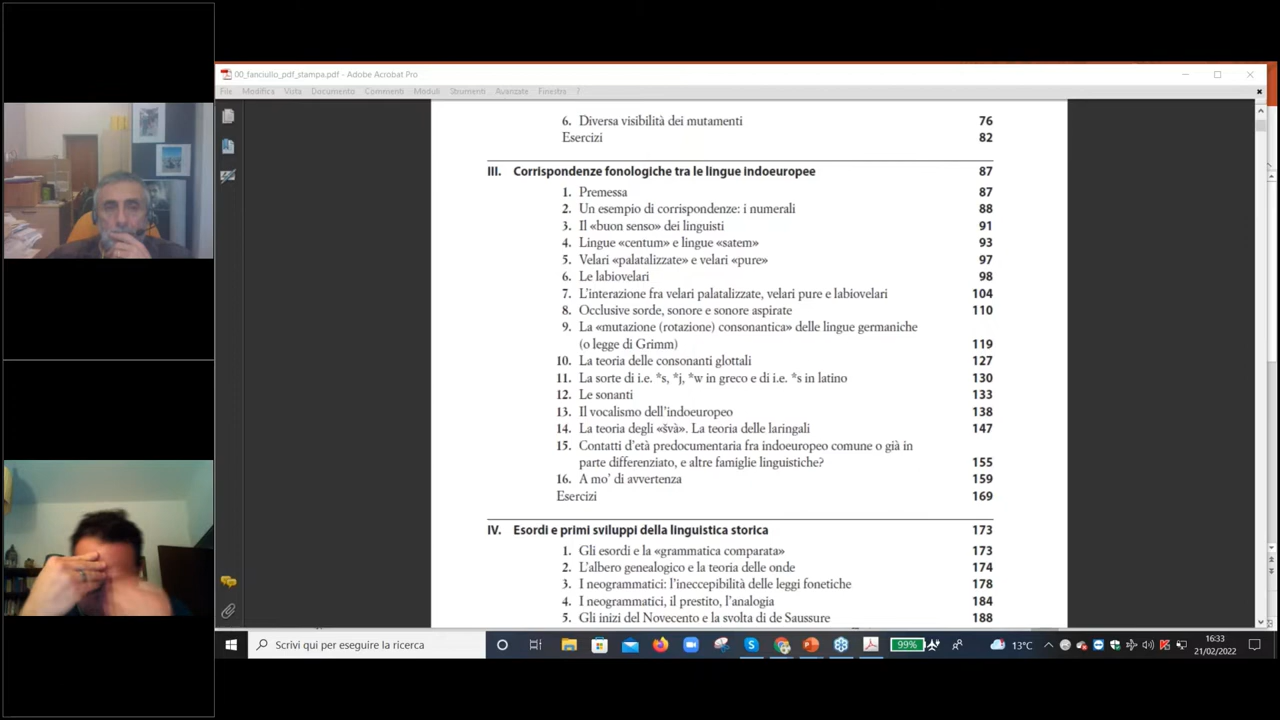 00_fanciullo_pdf_stampa.pdf - Adobe Acrobat Pro
File Modifica Vista Documento Commenti Moduli Strumenti Avanzate Finestra ?
6. Diversa visibilità dei mutamenti 76
Esercizi 82
III. Corrispondenze fonologiche tra le lingue indoeuropee 87
1. Premessa 87
2. Un esempio di corrispondenze: i numerali 88
3. Il «buon senso» dei linguisti 91
4. Lingue «centum» e lingue «satem» 93
5. Velari «palatalizzate» e velari «pure» 97
6. Le labiovelari 98
7. L'interazione fra velari palatalizzate, velari pure e labiovelari 104
8. Occlusive sorde, sonore e sonore aspirate 110
9. La «mutazione (rotazione) consonantica» delle lingue germaniche
(o legge di Grimm) 119
10. La teoria delle consonanti glottali 127
11. La sorte di i.e. *s, *j, *w in greco e di i.e. *s in latino 130
12. Le sonanti 133
13. Il vocalismo dell'indoeuropeo 138
14. La teoria degli «švà». La teoria delle laringali 147
15. Contatti d'età predocumentaria fra indoeuropeo comune o già in
parte differenziato, e altre famiglie linguistiche? 155
16. A mo' di avvertenza 159
Esercizi 169
IV. Esordi e primi sviluppi della linguistica storica 173
1. Gli esordi e la «grammatica comparata» 173
2. L'albero genealogico e la teoria delle onde 174
3. I neogrammatici: l'ineccepibilità delle leggi fonetiche 178
4. I neogrammatici, il prestito, l'analogia 184
5. Gli inizi del Novecento e la svolta di de Saussure 188
Scrivi qui per eseguire la ricerca
99%
13°C
16:33
21/02/2022